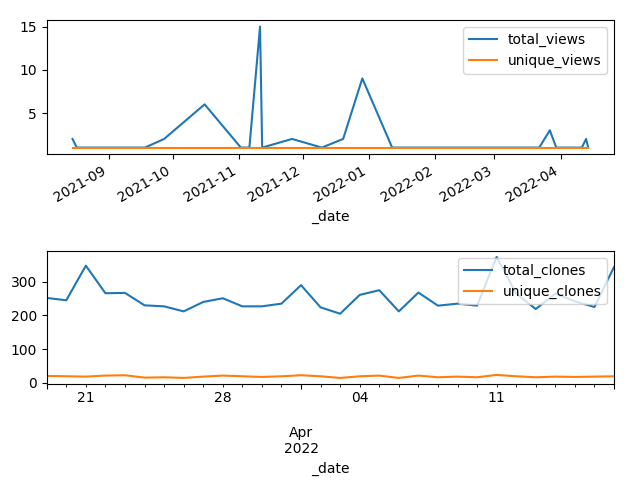 15
10
5
total_views
unique_views
2021-09
2021-10
2021-11
2021-12
2022-01
2022-02
2022-03
2022-04
_date
300
200
100
0
total_clones
unique_clones
21
28
04
11
Apr
2022
_date